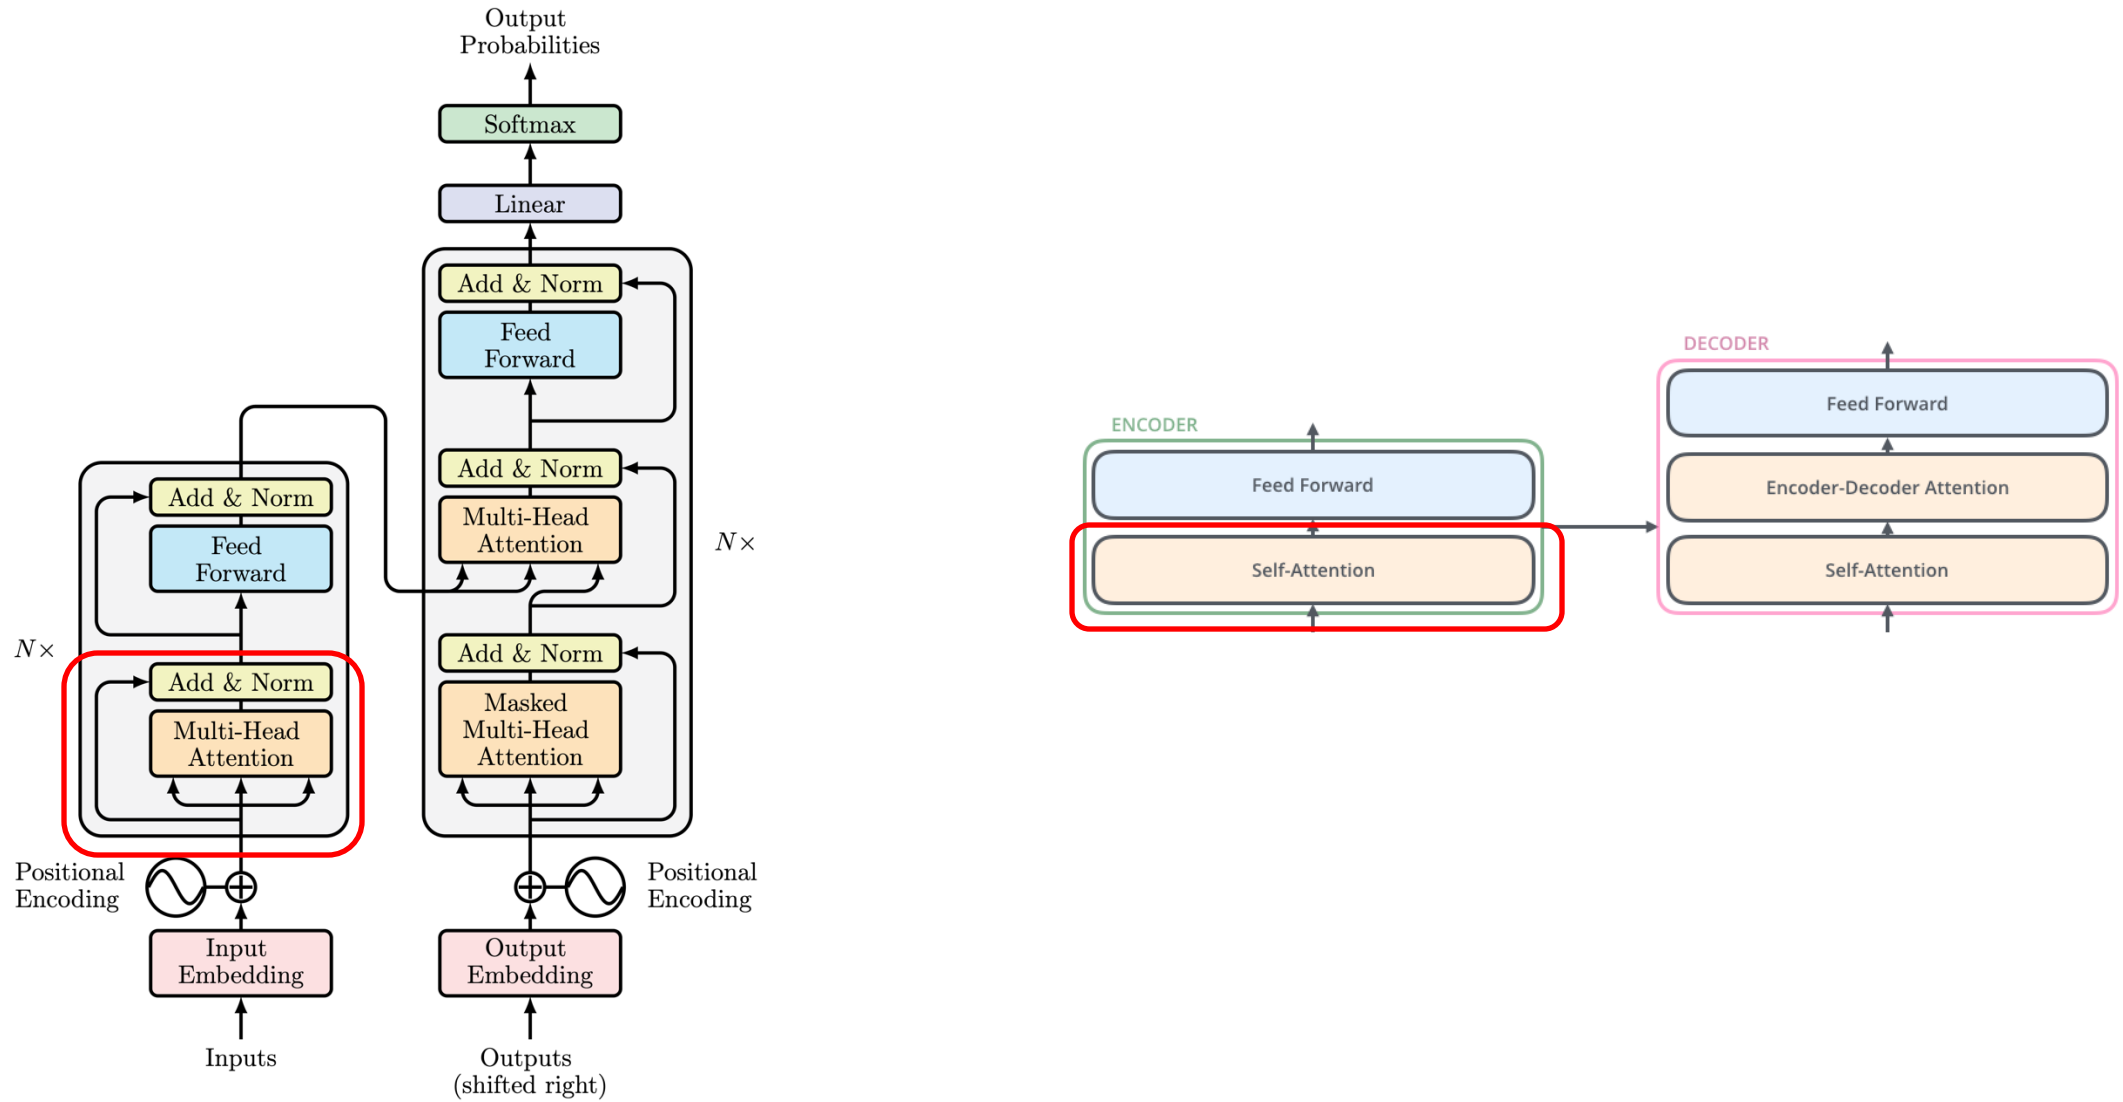 Output
Probabilities
Softmax
Linear
Add & Norm
Feed
Forward
Add & Norm
Multi-Head
Attention
N×
Add & Norm
Masked
Multi-Head
Attention
Add & Norm
Feed
Forward
N×
Add & Norm
Multi-Head
Attention
Positional
Encoding
Positional
Encoding
Input
Embedding
Output
Embedding
Inputs
Outputs
(shifted right)
ENCODER
Feed Forward
Self-Attention
DECODER
Feed Forward
Encoder-Decoder Attention
Self-Attention